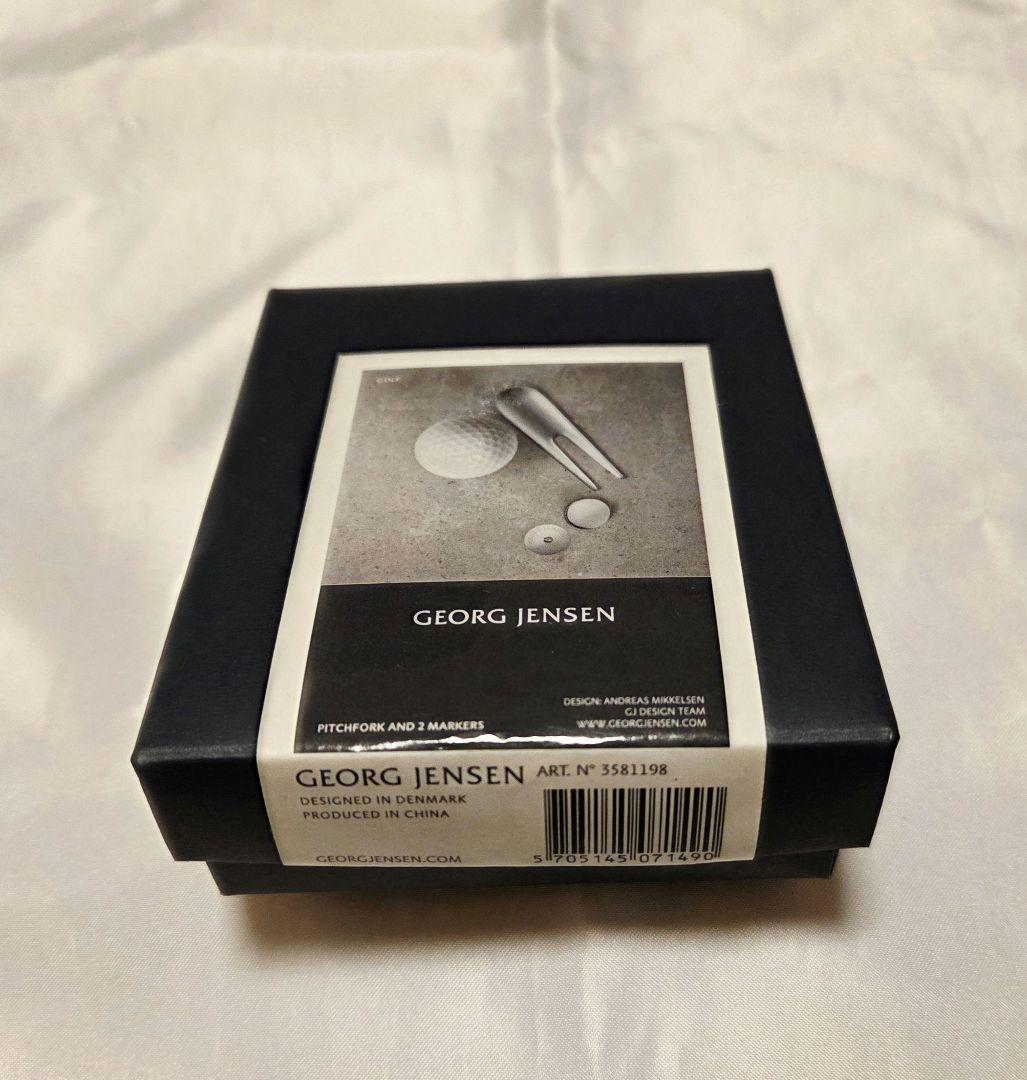 GOLF
GEORG JENSEN
DESIGN: ANDREAS MIKKELSEN
GJ DESIGN TEAM
WWW.GEORGJENSEN.COM
PITCHFORK AND 2 MARKERS
GEORG JENSEN ART. Nº 3581198
DESIGNED IN DENMARK
PRODUCED IN CHINA
GEORGJENSEN.COM
5 705145 071490